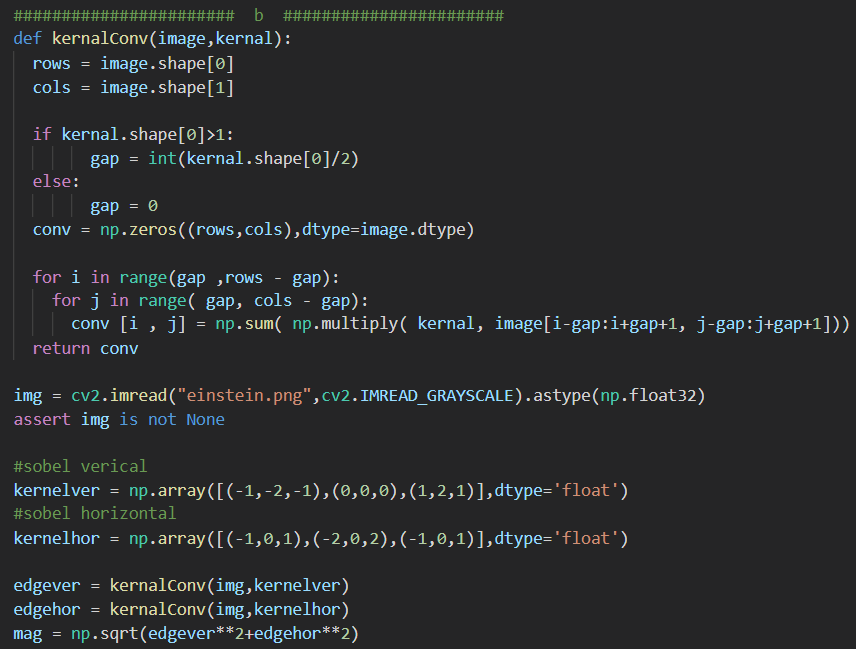 ####################### b #######################
def kernalConv(image,kernal):
rows = image.shape[0]
cols = image.shape[1]
if kernal.shape[0]>1:
gap = int(kernal.shape[0]/2)
else:
gap = 0
conv = np.zeros((rows,cols),dtype=image.dtype)
for i in range(gap ,rows - gap):
for j in range( gap, cols - gap):
conv [i , j] = np.sum( np.multiply( kernal, image[i-gap:i+gap+1, j-gap:j+gap+1]))
return conv
img = cv2.imread("einstein.png",cv2.IMREAD_GRAYSCALE).astype(np.float32)
assert img is not None
#sobel verical
kernelver = np.array([(-1,-2,-1),(0,0,0),(1,2,1)],dtype='float')
#sobel horizontal
kernelhor = np.array([(-1,0,1),(-2,0,2),(-1,0,1)],dtype='float')
edgever = kernalConv(img,kernelver)
edgehor = kernalConv(img,kernelhor)
mag = np.sqrt(edgever**2+edgehor**2)